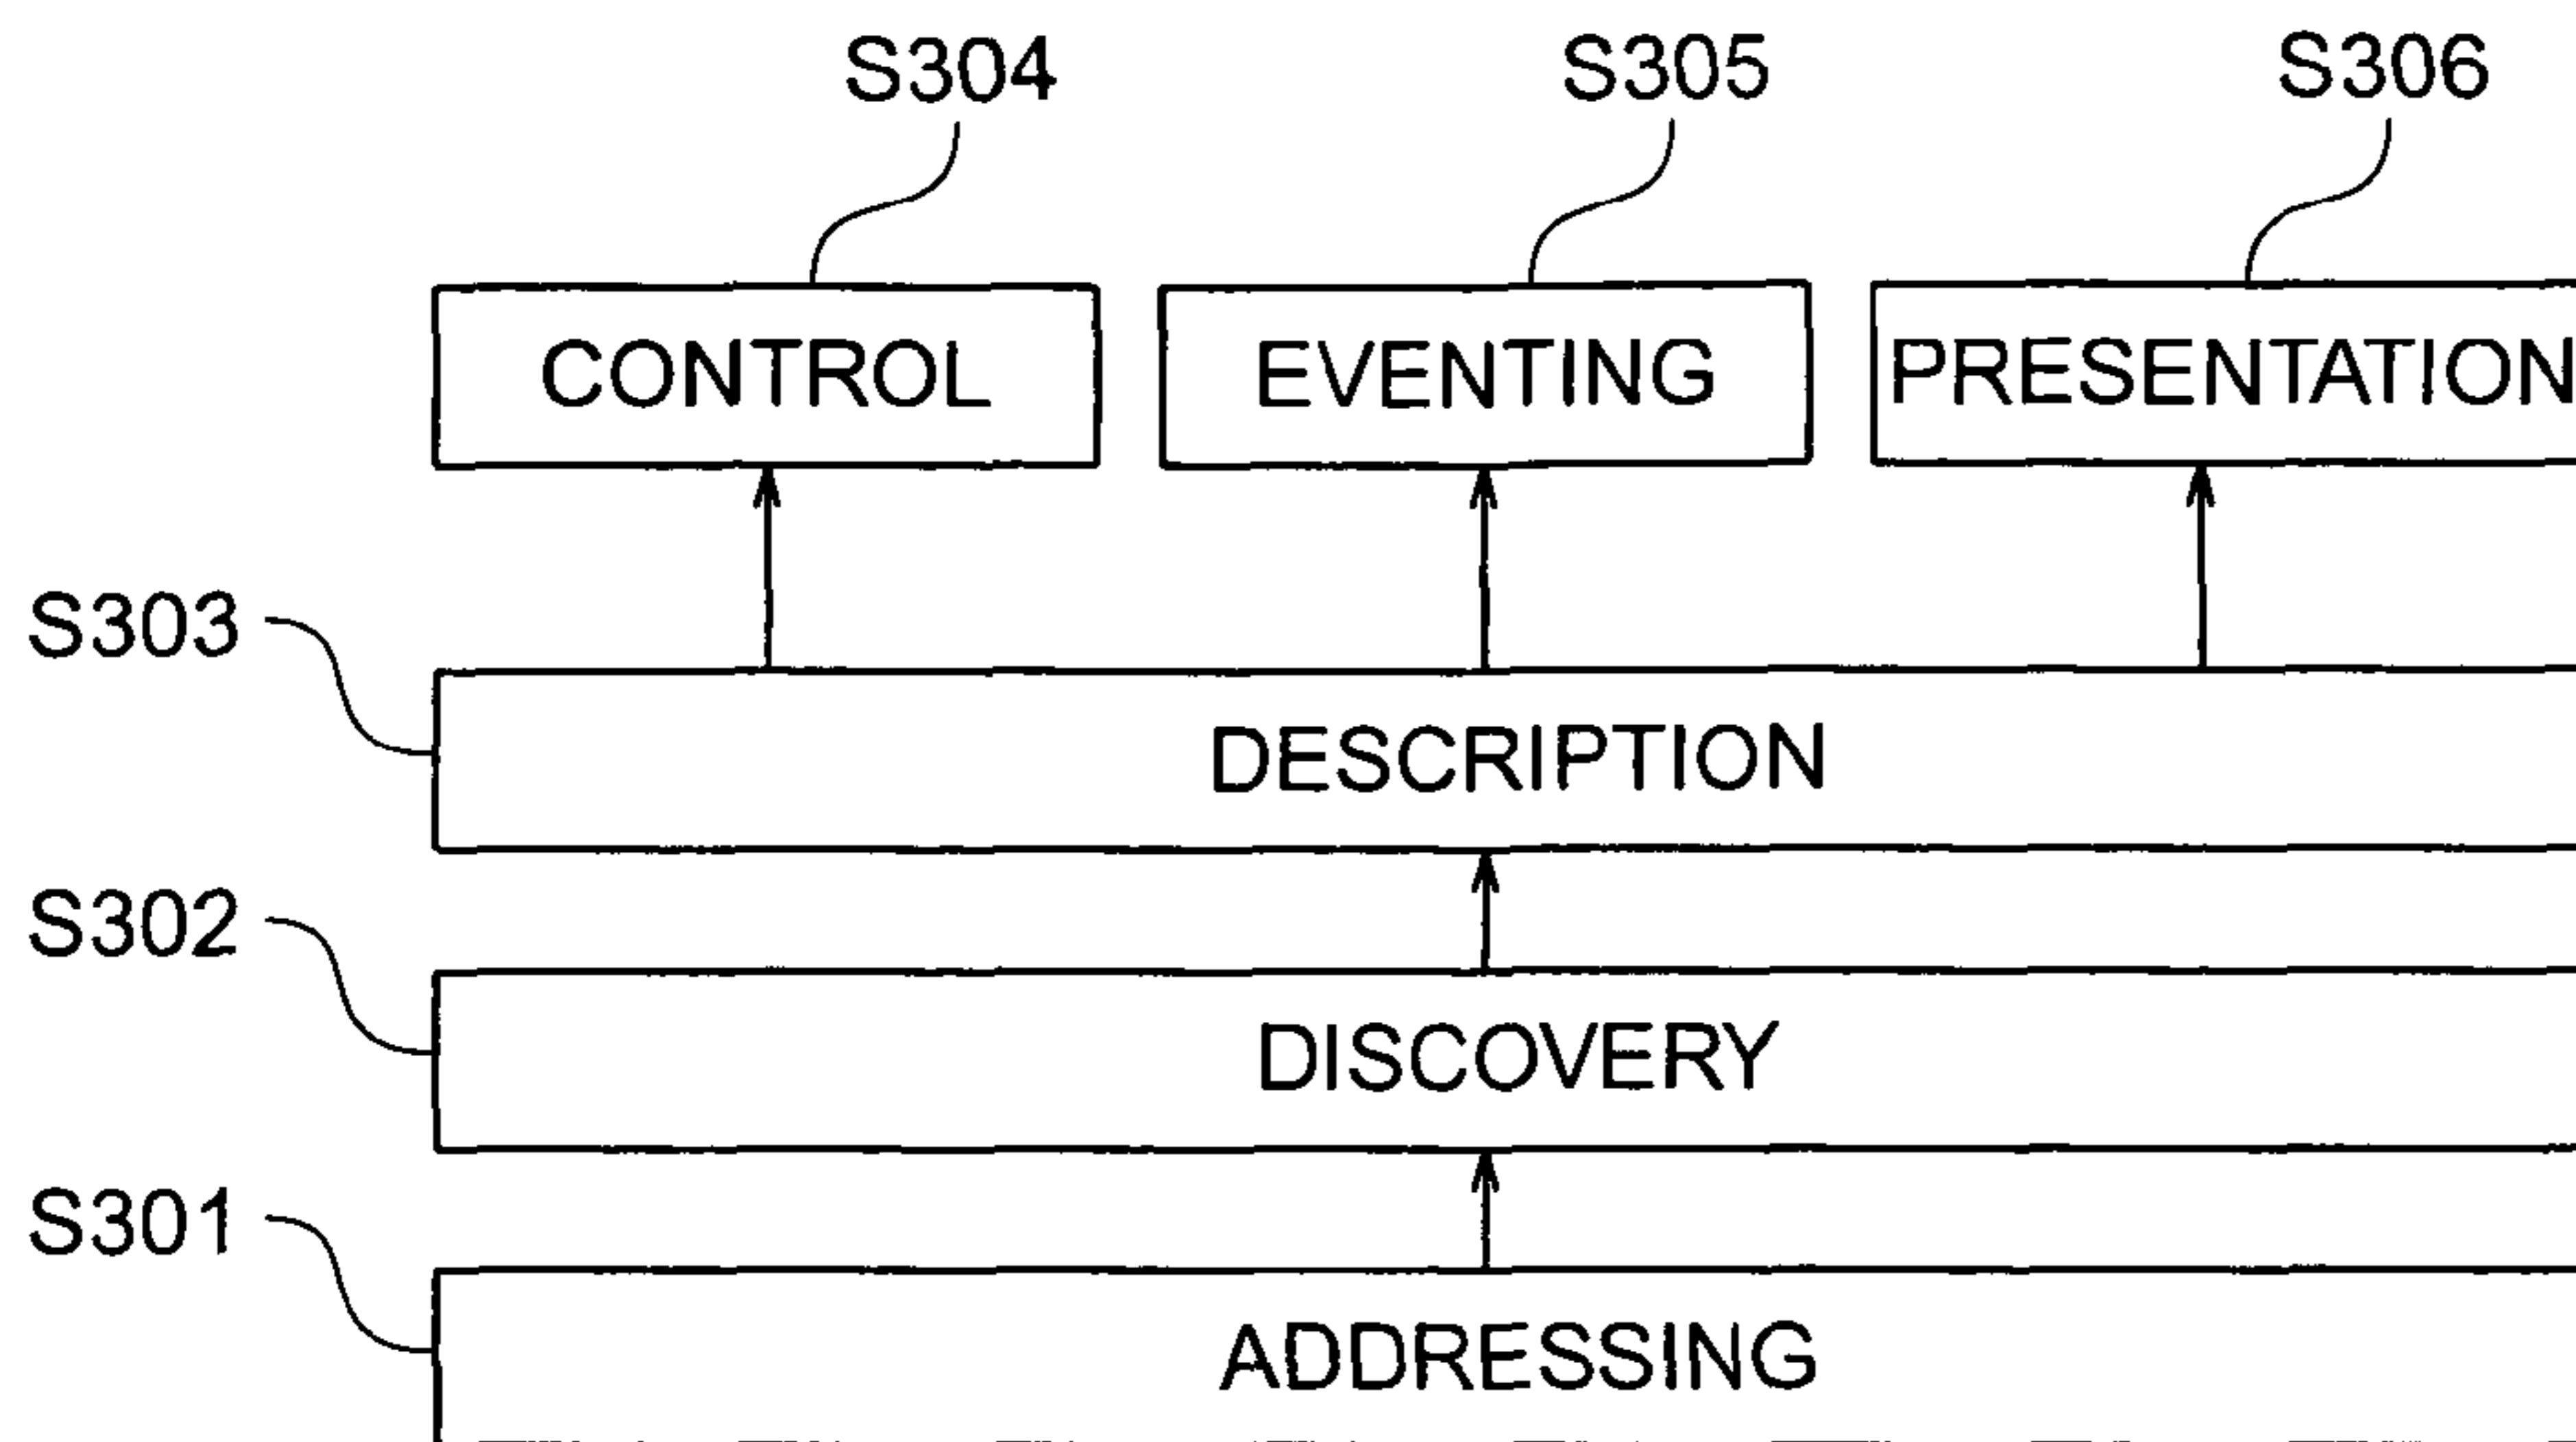 S304 S305 S306
CONTROL EVENTING PRESENTATION
S303
DESCRIPTION
S302
DISCOVERY
S301
ADDRESSING